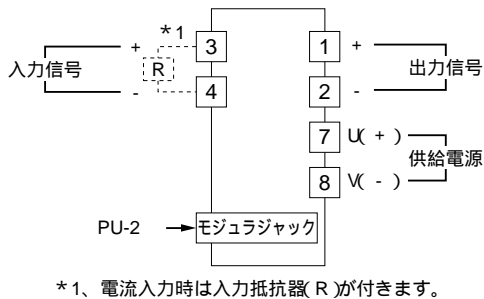 *1
+ 3 1 +
入力信号 R 出力信号
- 4 2 -
7 U( + )
供給電源
8 V( - )
PU-2 モジュラジャック
*1、電流入力時は入力抵抗器( R )が付きます。